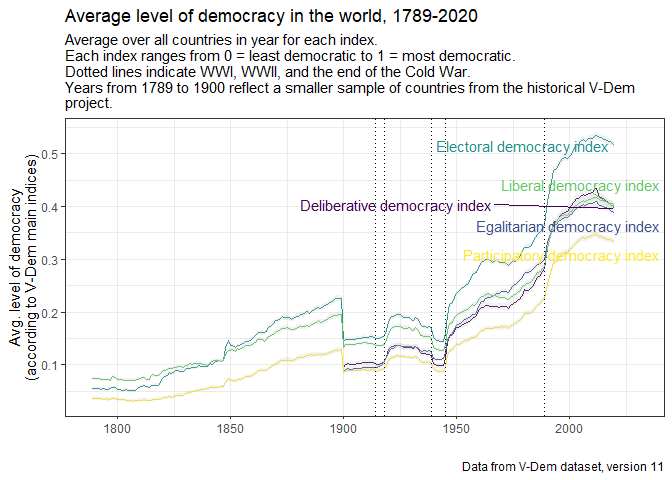 Average level of democracy in the world, 1789-2020
Average over all countries in year for each index.
Each index ranges from 0 = least democratic to 1 = most democratic.
Dotted lines indicate WWI, WWII, and the end of the Cold War.
Years from 1789 to 1900 reflect a smaller sample of countries from the historical V-Dem
project.
Avg. level of democracy
(according to V-Dem main indices)
0.5
0.4
0.3
0.2
0.1
Electoral democracy index
Liberal democracy index
Deliberative democracy index
Egalitarian democracy index
Participatory democracy index
1800
1850
1900
1950
2000
Data from V-Dem dataset, version 11